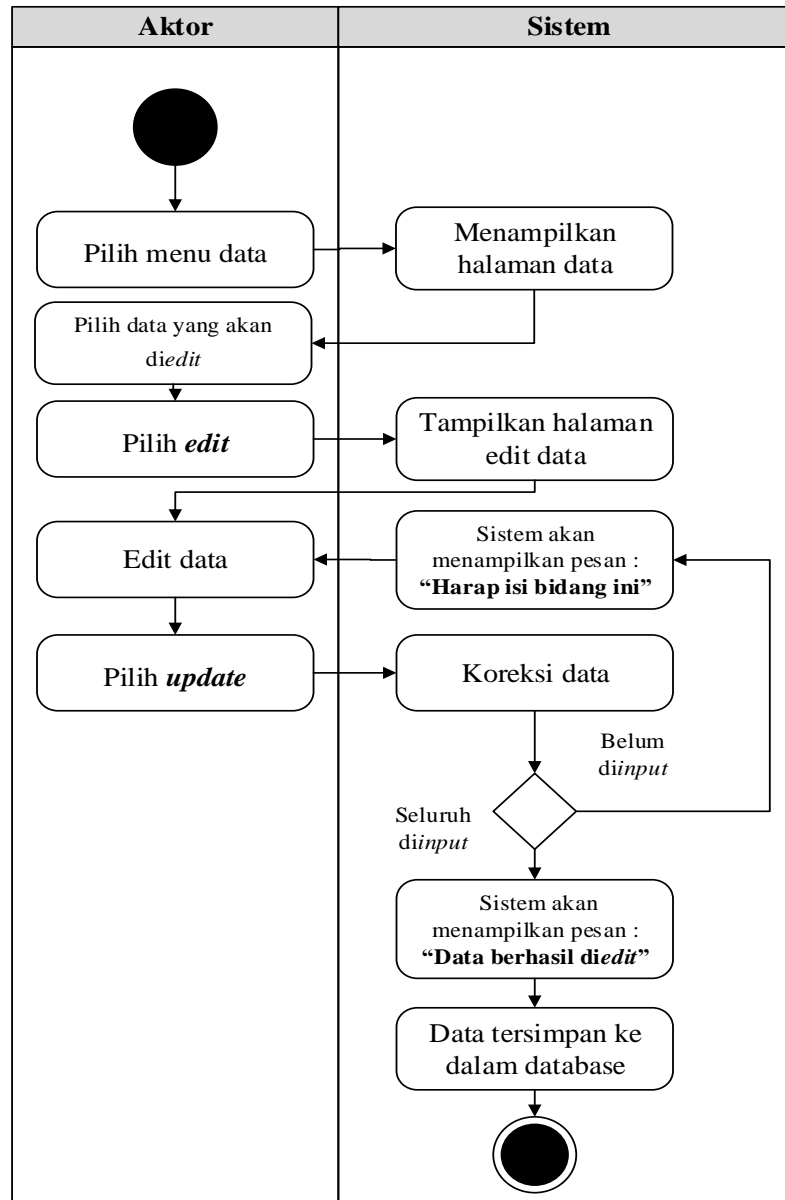 Aktor
Sistem
Pilih menu data
Menampilkan
halaman data
Pilih data yang akan
diedit
Pilih edit
Tampilkan halaman
edit data
Edit data
Sistem akan
menampilkan pesan :
“Harap isi bidang ini”
Pilih update
Koreksi data
Belum
diinput
Seluruh
diinput
Sistem akan
menampilkan pesan :
“Data berhasil diedit”
Data tersimpan ke
dalam database